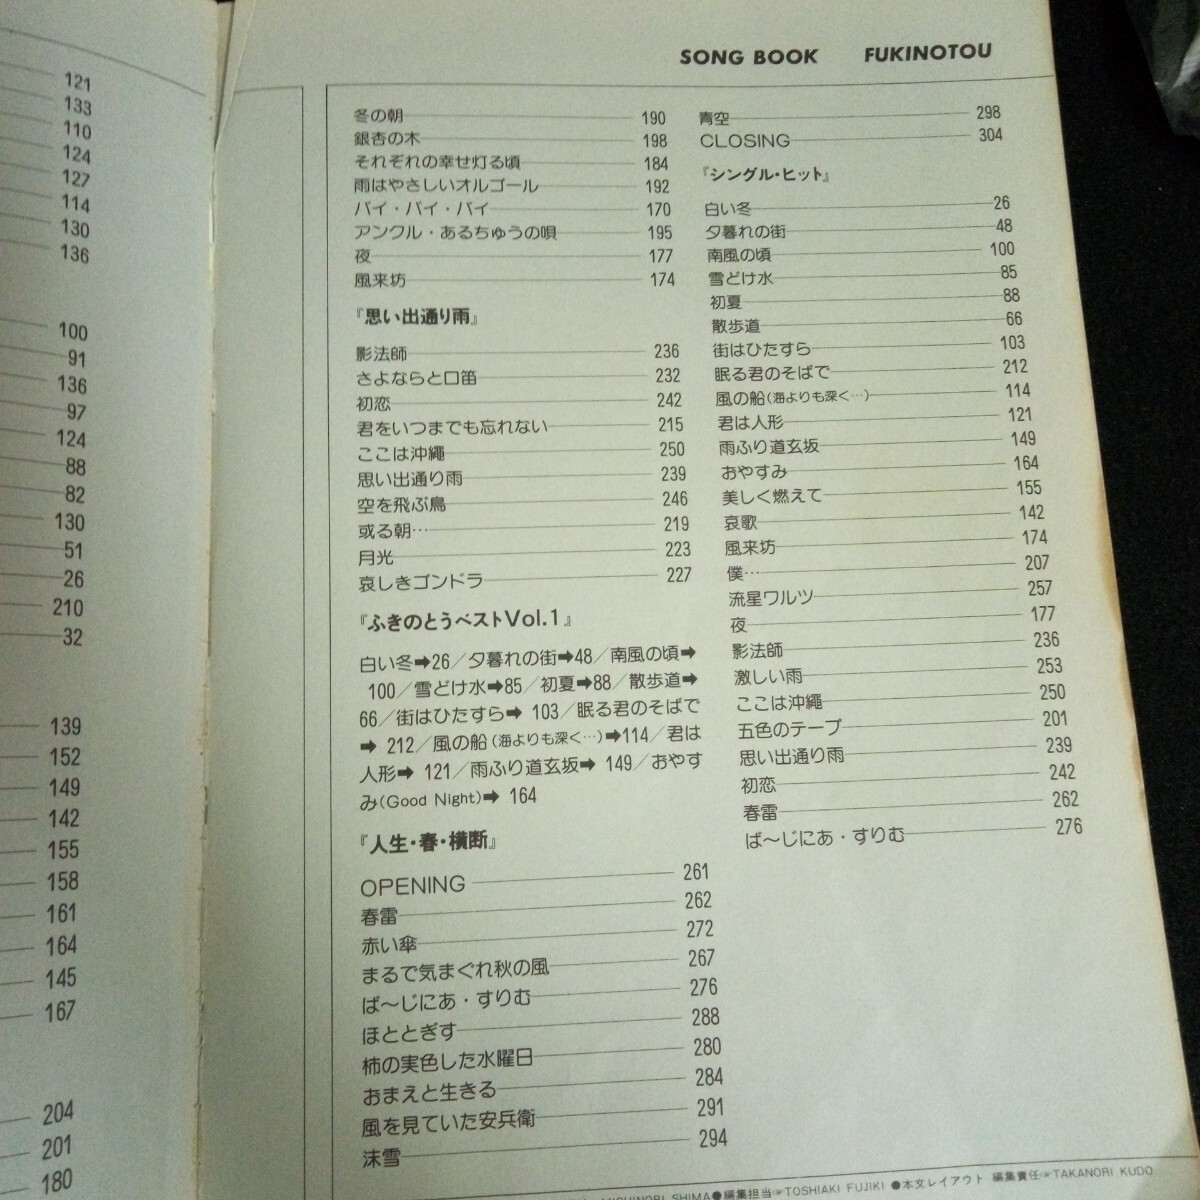 121
133
110
124
127
114
130
136
100
91
136
97
124
88
82
130
51
26
210
32
139
152
149
142
155
158
161
164
145
167
204
201
180
SONG BOOK FUKINOTOU
冬の朝 190
銀杏の木 198
それぞれの幸せ灯る頃 184
雨はやさしいオルゴール 192
バイ・バイ・バイ 170
アンクル・あるちゅうの唄 195
夜 177
風来坊 174
『思い出通り雨』
影法師 236
さよならと口笛 232
初恋 242
君をいつまでも忘れない 215
ここは沖縄 250
思い出通り雨 239
空を飛ぶ鳥 246
或る朝… 219
月光 223
哀しきゴンドラ 227
『ふきのとうベストVol.1』
白い冬➡26／夕暮れの街➡48／南風の頃➡
100／雪どけ水➡85／初夏➡88／散歩道➡
66／街はひたすら➡ 103／眠る君のそばで
➡ 212／風の船(海よりも深く…)➡114／君は
人形➡ 121／雨ふり道玄坂➡ 149／おやす
み(Good Night)➡ 164
『人生・春・横断』
OPENING 261
春雷 262
赤い傘 272
まるで気まぐれ秋の風 267
ば〜じにあ・すりむ 276
ほととぎす 288
柿の実色した水曜日 280
おまえと生きる 284
風を見ていた安兵衛 291
沫雪 294
青空 298
CLOSING 304
『シングル・ヒット』
白い冬 26
夕暮れの街 48
南風の頃 100
雪どけ水 85
初夏 88
散歩道 66
街はひたすら 103
眠る君のそばで 212
風の船(海よりも深く…) 114
君は人形 121
雨ふり道玄坂 149
おやすみ 164
美しく燃えて 155
哀歌 142
風来坊 174
僕… 207
流星ワルツ 257
夜 177
影法師 236
激しい雨 253
ここは沖縄 250
五色のテープ 201
思い出通り雨 239
初恋 242
春雷 262
ば〜じにあ・すりむ 276
SHIMA●編集担当☞TOSHIAKI FUJIKI ●本文レイアウト 編集責任☞TAKANORI KUDO